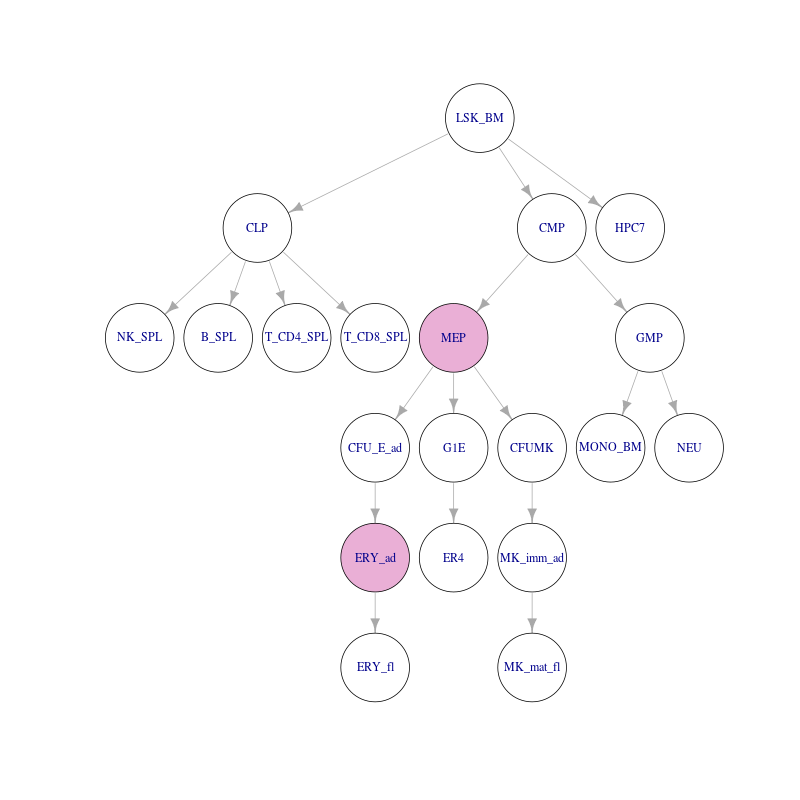 LSK_BM
CLP
CMP
HPC7
NK_SPL
B_SPL
T_CD4_SPL
T_CD8_SPL
MEP
GMP
CFU_E_ad
G1E
CFUMK
MONO_BM
NEU
ERY_ad
ER4
MK_imm_ad
ERY_fl
MK_mat_fl